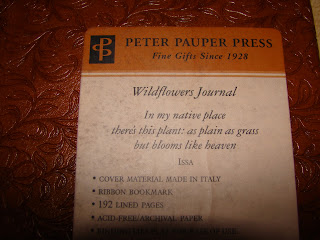 PETER PAUPER PRESS
Fine Gifts Since 1928
Wildflowers Journal
In my native place
there's this plant: as plain as grass
but blooms like heaven
ISSA
• COVER MATERIAL MADE IN ITALY
• RIBBON BOOKMARK
• 192 LINED PAGES
• ACID-FREE/ARCHIVAL PAPER